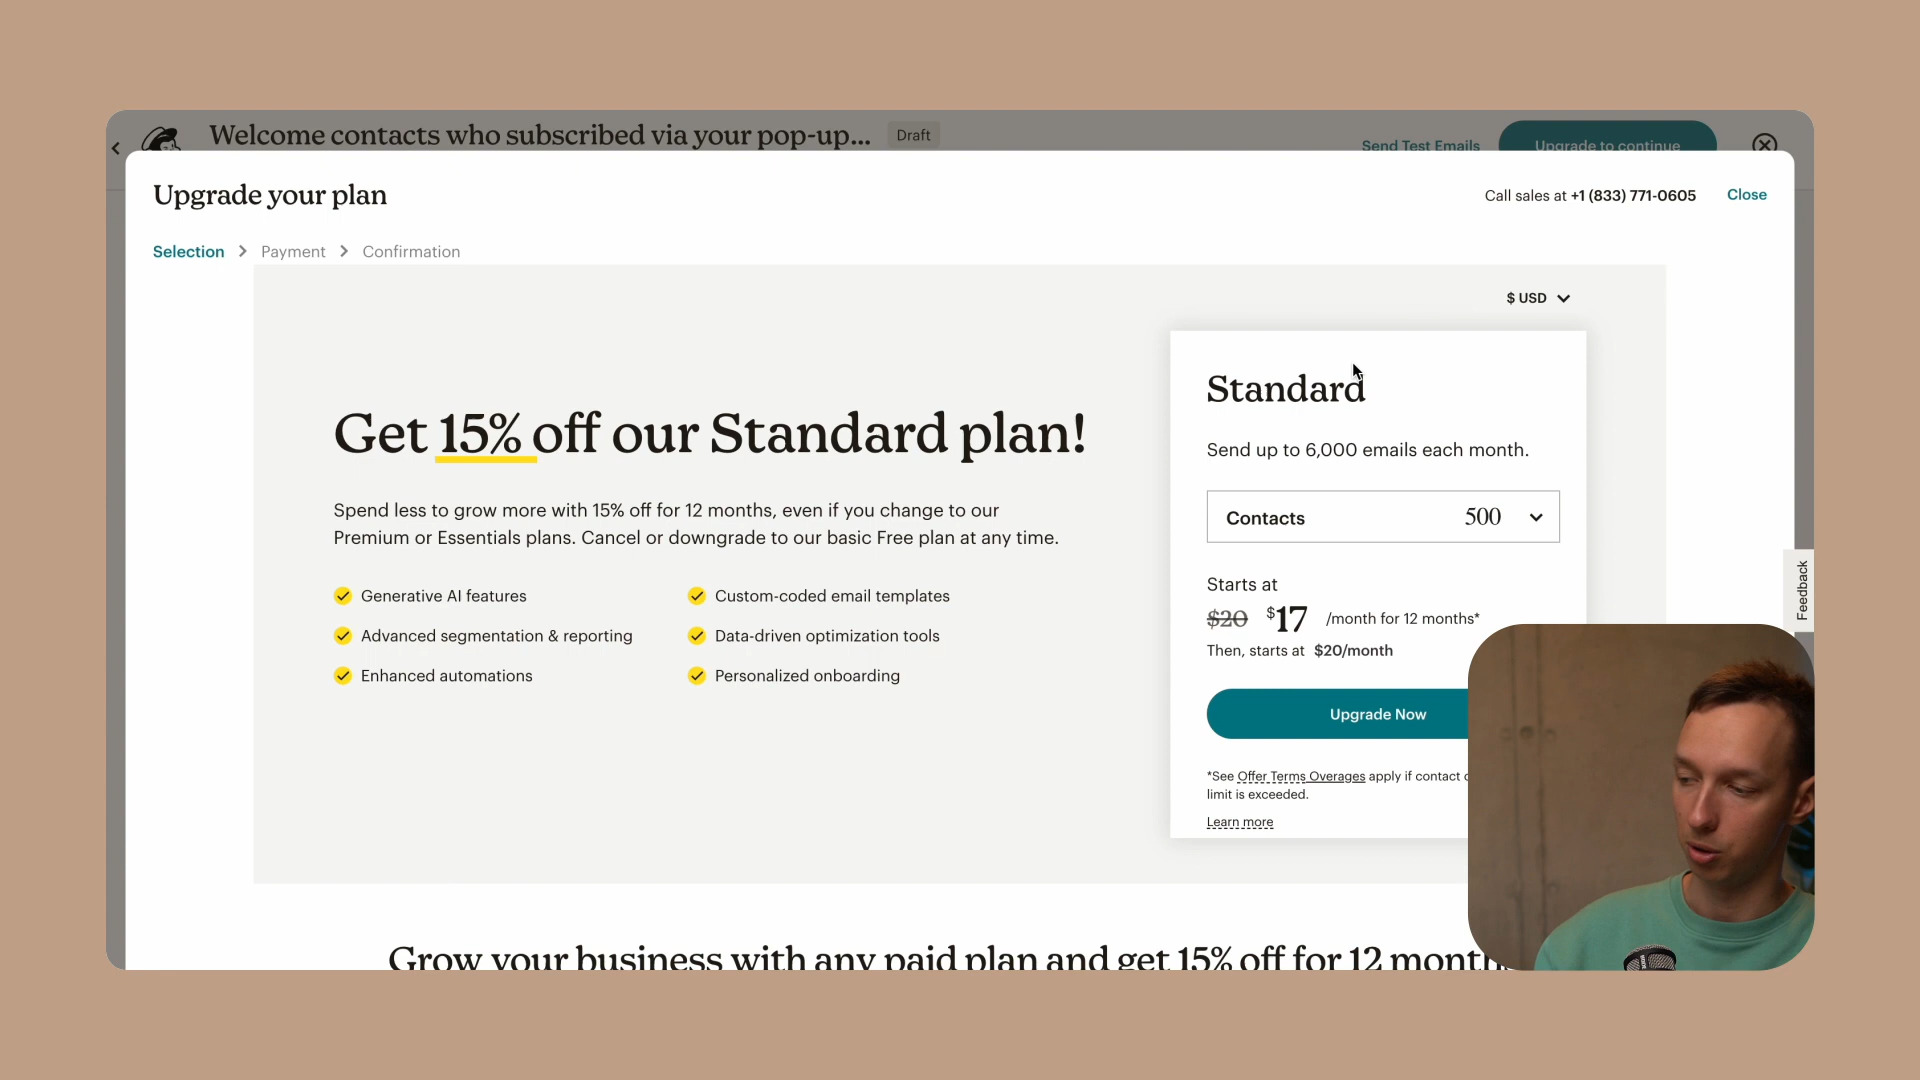 Welcome contacts who subscribed via your pop-up...
Draft
Send Test Emails
Upgrade to continue
Upgrade your plan
Call sales at +1 (833) 771-0605
Close
Selection
Payment
Confirmation
$ USD
Get 15% off our Standard plan!
Spend less to grow more with 15% off for 12 months, even if you change to our
Premium or Essentials plans. Cancel or downgrade to our basic Free plan at any time.
Generative AI features
Custom-coded email templates
Advanced segmentation & reporting
Data-driven optimization tools
Enhanced automations
Personalized onboarding
Standard
Send up to 6,000 emails each month.
Contacts 500
Starts at
$20 $17 /month for 12 months*
Then, starts at $20/month
Upgrade Now
*See Offer Terms Overages apply if contact
limit is exceeded.
Learn more
Feedback
Grow your business with any paid plan and get 15% off for 12